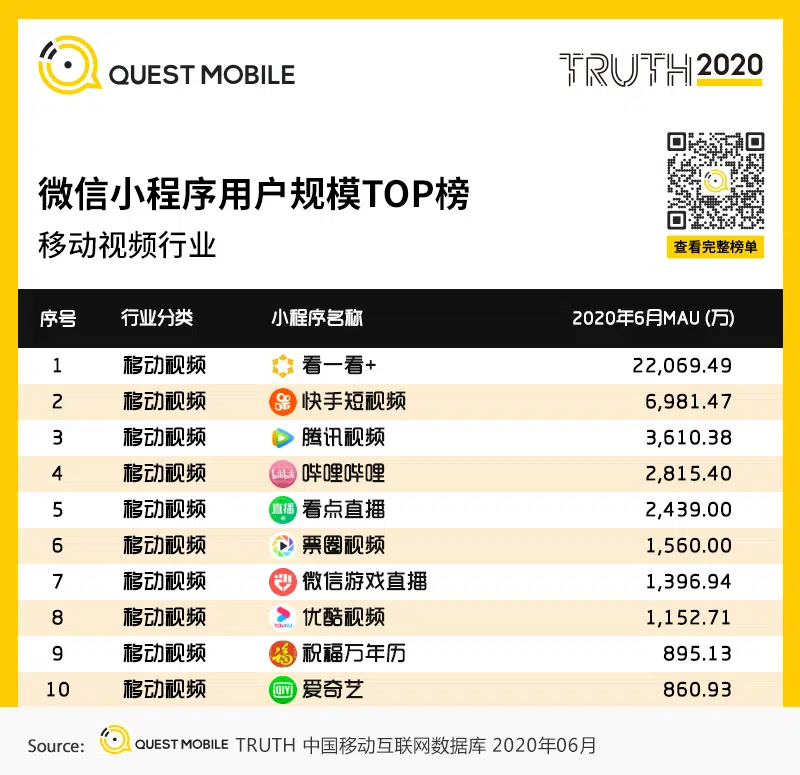 QUEST MOBILE
TRUTH2020
微信小程序用户规模TOP榜
移动视频行业
查看完整榜单
序号 行业分类 小程序名称 2020年6月MAU (万)
1 移动视频 看一看+ 22,069.49
2 移动视频 快手短视频 6,981.47
3 移动视频 腾讯视频 3,610.38
4 移动视频 bilibili 哔哩哔哩 2,815.40
5 移动视频 直播 看点直播 2,439.00
6 移动视频 票圈视频 1,560.00
7 移动视频 微信游戏直播 1,396.94
8 移动视频 YOUKU 优酷视频 1,152.71
9 移动视频 福 祝福万年历 895.13
10 移动视频 iQIYI 爱奇艺 860.93
Source: QUEST MOBILE TRUTH 中国移动互联网数据库 2020年06月